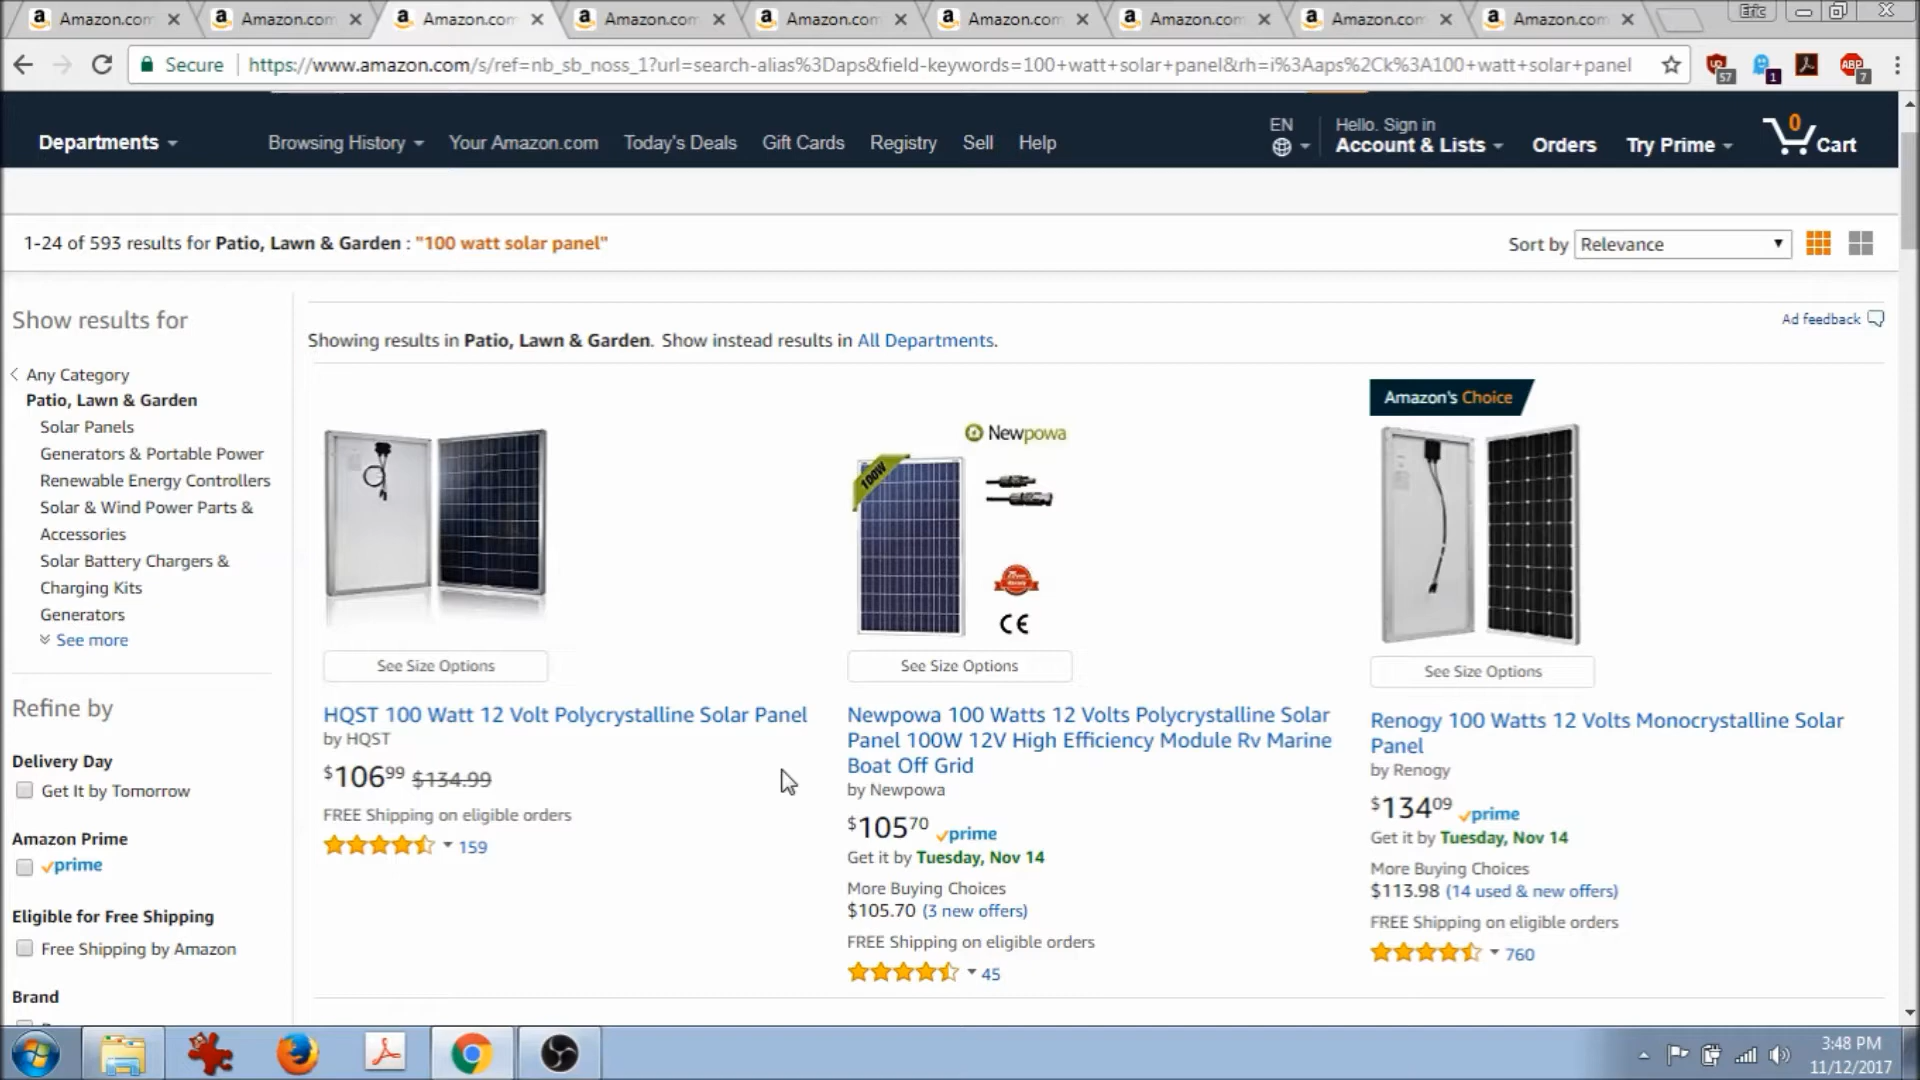 Amazon.com Amazon.com Amazon.com Amazon.com Amazon.com Amazon.com Amazon.com Amazon.com Amazon.com Eric
Secure https://www.amazon.com/s/ref=nb_sb_noss_1?url=search-alias%3Daps&field-keywords=100+watt+solar+panel&rh=i%3Aaps%2Ck%3A100+watt+solar+panel 57 1 ABP 7
Departments Browsing History Your Amazon.com Today's Deals Gift Cards Registry Sell Help EN Hello. Sign in Account & Lists Orders Try Prime 0 Cart
1-24 of 593 results for Patio, Lawn & Garden : "100 watt solar panel" Sort by Relevance
Show results for
Any Category
Patio, Lawn & Garden
Solar Panels
Generators & Portable Power
Renewable Energy Controllers
Solar & Wind Power Parts &
Accessories
Solar Battery Chargers &
Charging Kits
Generators
See more
Refine by
Delivery Day
Get It by Tomorrow
Amazon Prime
prime
Eligible for Free Shipping
Free Shipping by Amazon
Brand
Ad feedback
Showing results in Patio, Lawn & Garden. Show instead results in All Departments.
See Size Options
HQST 100 Watt 12 Volt Polycrystalline Solar Panel
by HQST
$106 99 $134.99
FREE Shipping on eligible orders
159
Newpowa
100W
CE
See Size Options
Newpowa 100 Watts 12 Volts Polycrystalline Solar
Panel 100W 12V High Efficiency Module Rv Marine
Boat Off Grid
by Newpowa
$105 70 prime
Get it by Tuesday, Nov 14
More Buying Choices
$105.70 (3 new offers)
FREE Shipping on eligible orders
45
Amazon's Choice
See Size Options
Renogy 100 Watts 12 Volts Monocrystalline Solar
Panel
by Renogy
$134 09 prime
Get it by Tuesday, Nov 14
More Buying Choices
$113.98 (14 used & new offers)
FREE Shipping on eligible orders
760
3:48 PM
11/12/2017